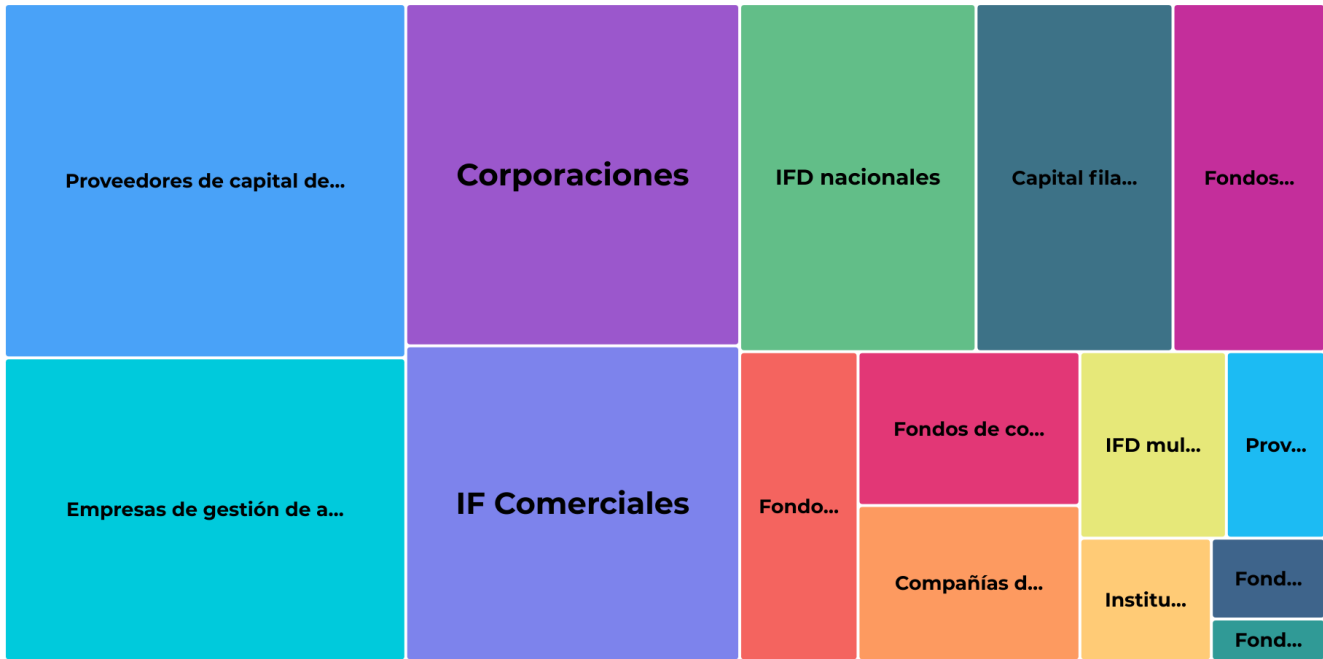 Proveedores de capital de...
Corporaciones
IFD nacionales
Capital fila...
Fondos...
Empresas de gestión de a...
IF Comerciales
Fondo...
Fondos de co...
IFD mul...
Prov...
Compañías d...
Institu...
Fond...
Fond...